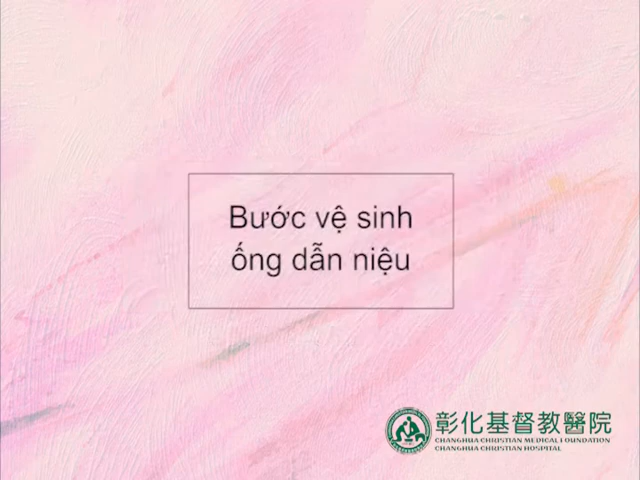 Bước vệ sinh
ống dẫn niệu
彰化基督教醫院
CHANGHUA CHRISTIAN MEDICAL FOUNDATION
CHANGHUA CHRISTIAN HOSPITAL